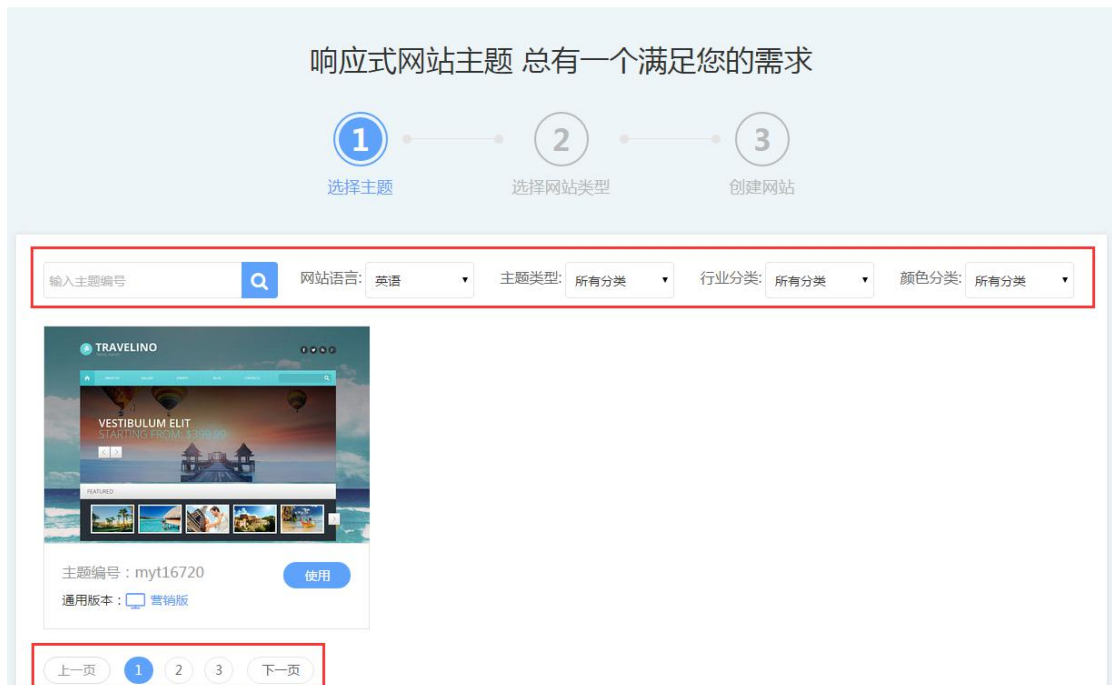 响应式网站主题 总有一个满足您的需求
1 2 3
选择主题 选择网站类型 创建网站
输入主题编号 网站语言: 英语 主题类型: 所有分类 行业分类: 所有分类 颜色分类: 所有分类
TRAVELINO
VESTIBULUM ELIT
STARTING FROM: $399.99
FEATURED
主题编号：myt16720 使用
通用版本： 营销版
上一页 1 2 3 下一页